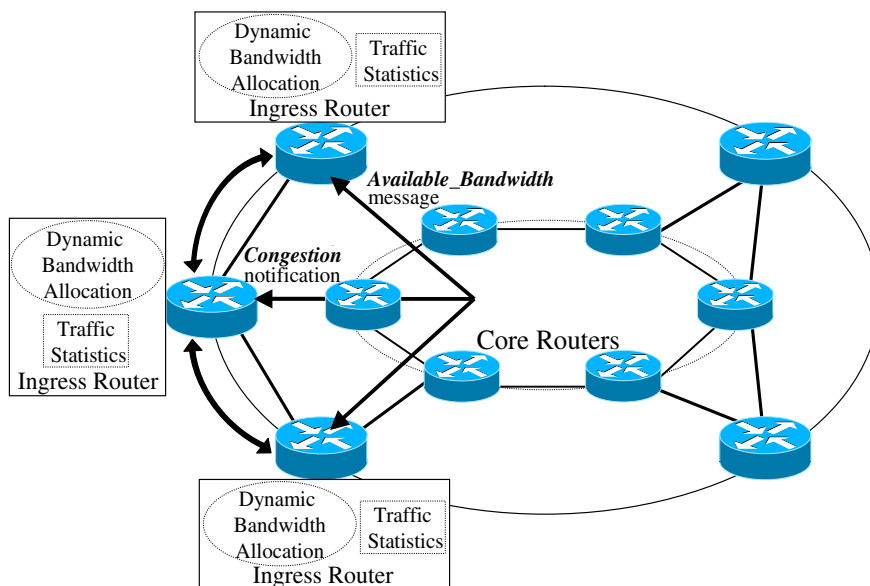 Dynamic
Bandwidth
Allocation
Traffic
Statistics
Ingress Router
Available_Bandwidth
message
Dynamic
Bandwidth
Allocation
Traffic
Statistics
Ingress Router
Congestion
notification
Core Routers
Dynamic
Bandwidth
Allocation
Traffic
Statistics
Ingress Router